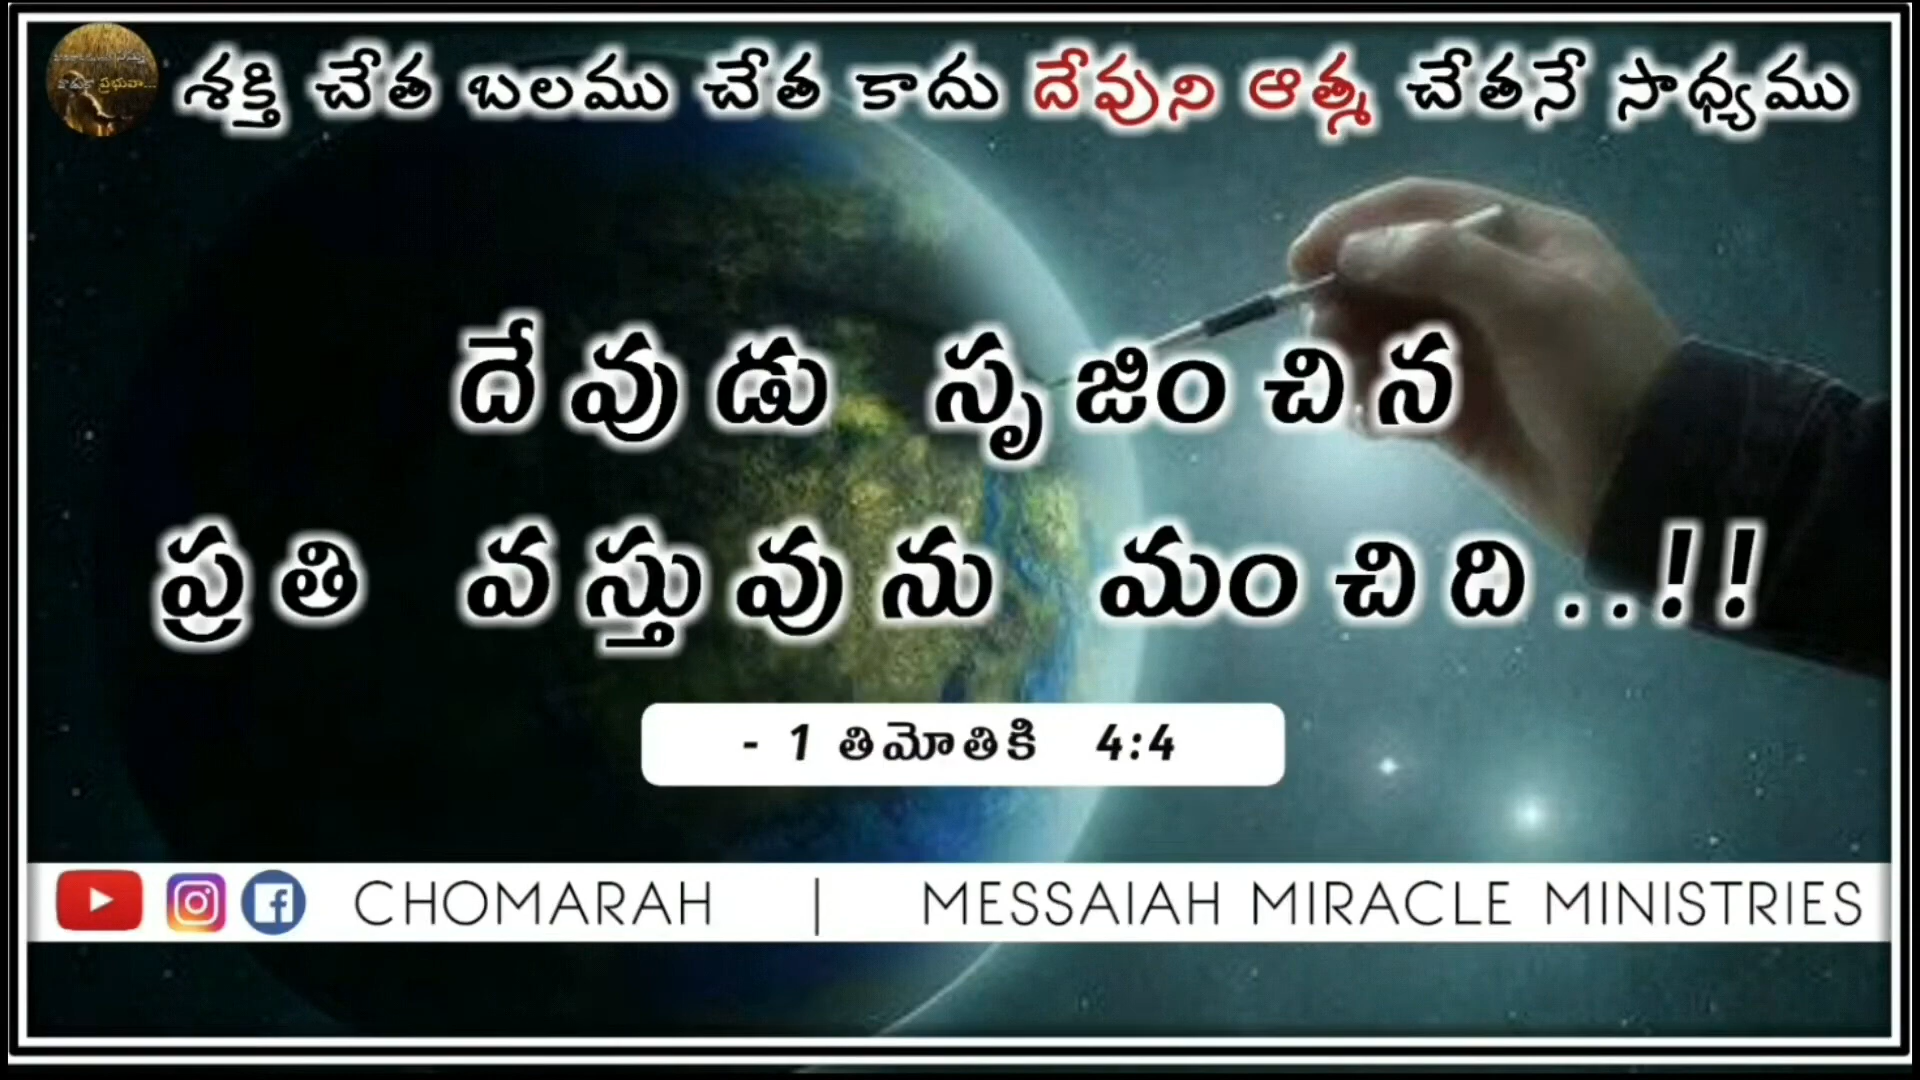 శక్తి చేత బలము చేత కాదు దేవుని ఆత్మ చేతనే సాధ్యము
దేవుడు సృజించిన
ప్రతి వస్తువును మంచిది..!!
- 1 తిమోతికి 4:4
CHOMARAH | MESSAIAH MIRACLE MINISTRIES